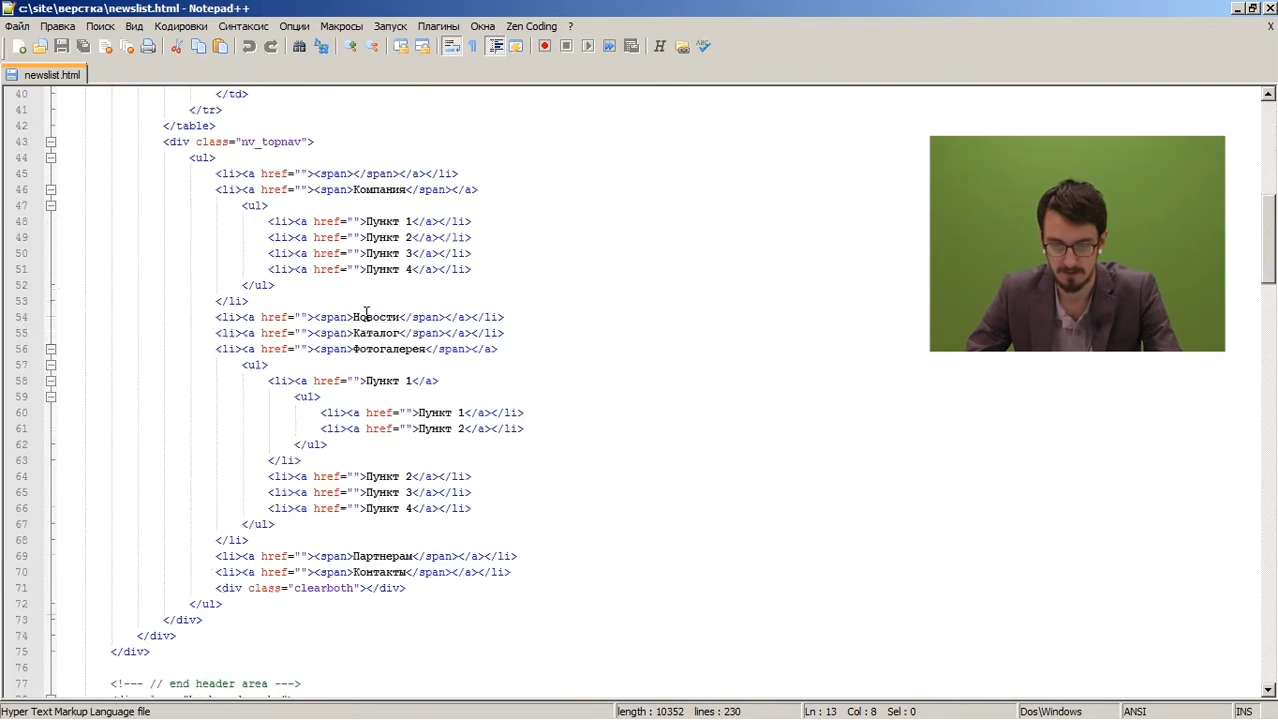 c:\site\верстка\newslist.html - Notepad++
Файл Правка Поиск Вид Кодировки Синтаксис Опции Макросы Запуск Плагины Окна Zen Coding ? X
newslist.html
40 </td>
41 </tr>
42 </table>
43 <div class="nv_topnav">
44 <ul>
45 <li><a href=""><span></span></a></li>
46 <li><a href=""><span>Компания</span></a>
47 <ul>
48 <li><a href="">Пункт 1</a></li>
49 <li><a href="">Пункт 2</a></li>
50 <li><a href="">Пункт 3</a></li>
51 <li><a href="">Пункт 4</a></li>
52 </ul>
53 </li>
54 <li><a href=""><span>Новости</span></a></li>
55 <li><a href=""><span>Каталог</span></a></li>
56 <li><a href=""><span>Фотогалерея</span></a>
57 <ul>
58 <li><a href="">Пункт 1</a>
59 <ul>
60 <li><a href="">Пункт 1</a></li>
61 <li><a href="">Пункт 2</a></li>
62 </ul>
63 </li>
64 <li><a href="">Пункт 2</a></li>
65 <li><a href="">Пункт 3</a></li>
66 <li><a href="">Пункт 4</a></li>
67 </ul>
68 </li>
69 <li><a href=""><span>Партнерам</span></a></li>
70 <li><a href=""><span>Контакты</span></a></li>
71 <div class="clearboth"></div>
72 </ul>
73 </div>
74 </div>
75 </div>
76
77 <!--- // end header area --->
Hyper Text Markup Language file length : 10352 lines : 230 Ln : 13 Col : 8 Sel : 0 Dos\Windows ANSI INS